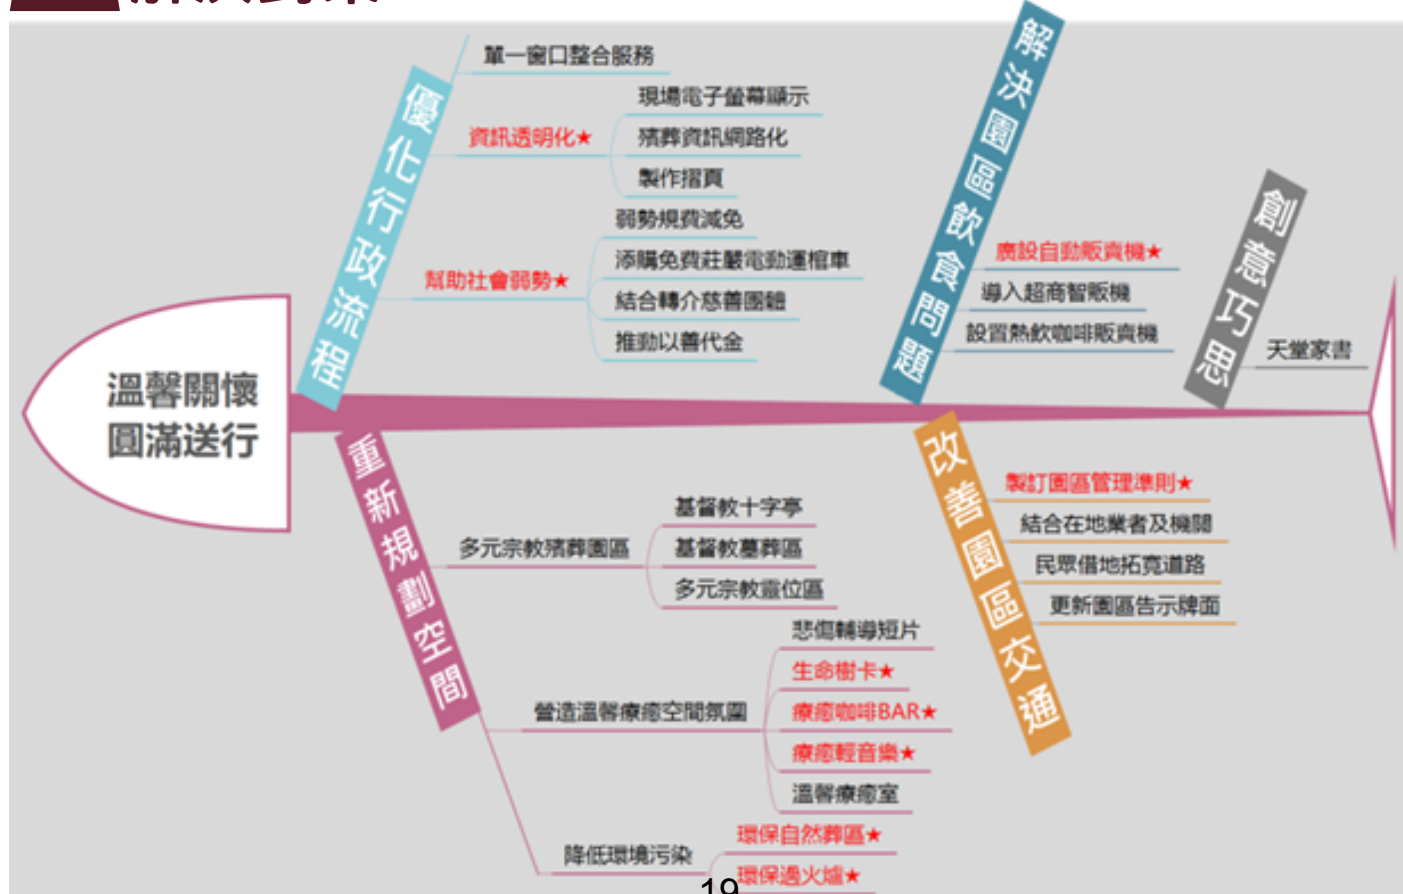 溫馨關懷
圓滿送行
優化行政流程
單一窗口整合服務
資訊透明化★
現場電子螢幕顯示
殯葬資訊網路化
製作摺頁
幫助社會弱勢★
弱勢規費減免
添購免費莊嚴電動運棺車
結合轉介慈善團體
推動以善代金
解決園區飲食問題
廣設自動販賣機★
導入超商智販機
設置熱飲咖啡販賣機
創意巧思
天堂家書
重新規劃空間
多元宗教殯葬園區
基督教十字亭
基督教墓葬區
多元宗教靈位區
營造溫馨療癒空間氛圍
悲傷輔導短片
生命樹卡★
療癒咖啡BAR★
療癒輕音樂★
溫馨療癒室
降低環境污染
環保自然葬區★
環保過火爐★
改善園區交通
製訂園區管理準則★
結合在地業者及機關
民眾借地拓寬道路
更新園區告示牌面
19